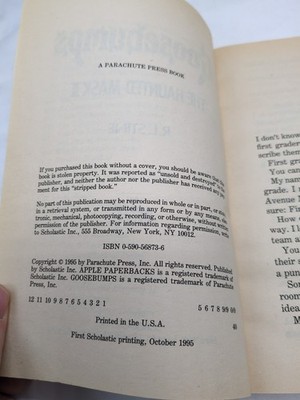 A PARACHUTE PRESS BOOK
If you purchased this book without a cover, you should be aware that this
book is stolen property. It was reported as "unsold and destroyed" to the
publisher, and neither the author nor the publisher has received any pay-
ment for this "stripped book."
No part of this publication may be reproduced in whole or in part, or stored
in a retrieval system, or transmitted in any form or by any means, elec-
tronic, mechanical, photocopying, recording, or otherwise, without written
permission of the publisher. For information regarding permission, write
to Scholastic Inc., 555 Broadway, New York, NY 10012.
ISBN 0-590-56873-6
Copyright © 1995 by Parachute Press, Inc. All rights reserved. Published
by Scholastic Inc. APPLE PAPERBACKS is a registered trademark of
Scholastic Inc. GOOSEBUMPS is a registered trademark of Parachute
Press, Inc.
12 11 10 9 8 7 6 5 4 3 2 1
5 6 7 8 9/9 0/0
Printed in the U.S.A.
40
First Scholastic printing, October 1995
I don't know
first grader
scribe them
First
You can
My name
I am
Avenue M
sure: First
How
way. I'll
and th
You
their s
a disa
So
room
ideas